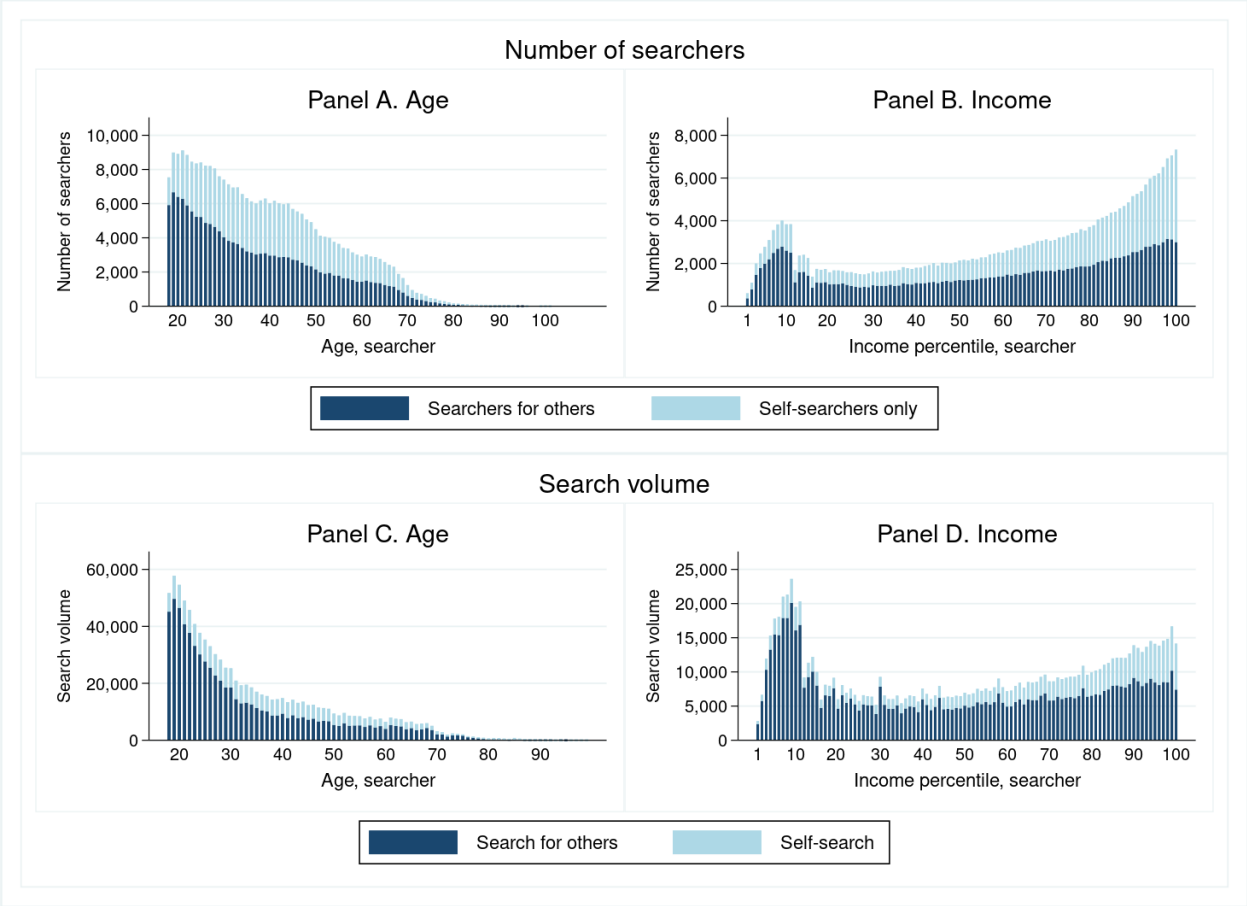 Number of searchers
Panel A. Age
Number of searchers
10,000
8,000
6,000
4,000
2,000
0
20 30 40 50 60 70 80 90 100
Age, searcher
Panel B. Income
Number of searchers
8,000
6,000
4,000
2,000
0
1 10 20 30 40 50 60 70 80 90 100
Income percentile, searcher
Searchers for others Self-searchers only
Search volume
Panel C. Age
Search volume
60,000
40,000
20,000
0
20 30 40 50 60 70 80 90
Age, searcher
Panel D. Income
Search volume
25,000
20,000
15,000
10,000
5,000
0
1 10 20 30 40 50 60 70 80 90 100
Income percentile, searcher
Search for others Self-search